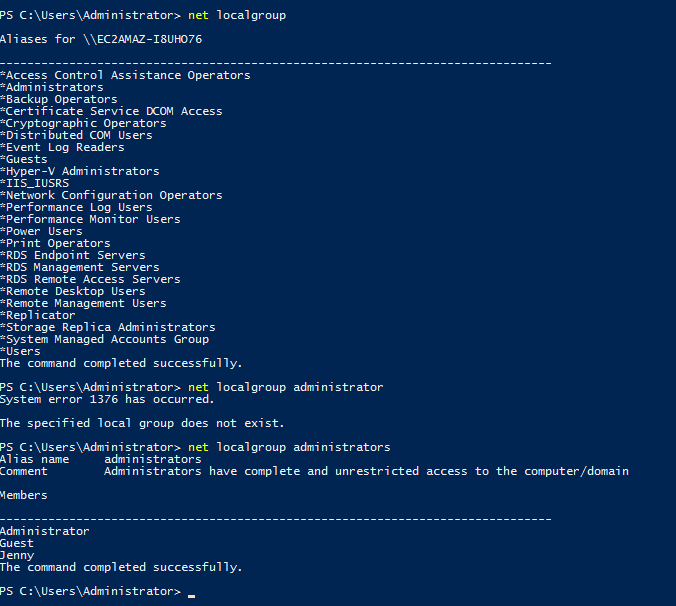 PS C:\Users\Administrator> net localgroup
Aliases for \\EC2AMAZ-I8UHO76
-------------------------------------------------------------------------------
*Access Control Assistance Operators
*Administrators
*Backup Operators
*Certificate Service DCOM Access
*Cryptographic Operators
*Distributed COM Users
*Event Log Readers
*Guests
*Hyper-V Administrators
*IIS_IUSRS
*Network Configuration Operators
*Performance Log Users
*Performance Monitor Users
*Power Users
*Print Operators
*RDS Endpoint Servers
*RDS Management Servers
*RDS Remote Access Servers
*Remote Desktop Users
*Remote Management Users
*Replicator
*Storage Replica Administrators
*System Managed Accounts Group
*Users
The command completed successfully.
PS C:\Users\Administrator> net localgroup administrator
System error 1376 has occurred.
The specified local group does not exist.
PS C:\Users\Administrator> net localgroup administrators
Alias name     administrators
Comment        Administrators have complete and unrestricted access to the computer/domain
Members
-------------------------------------------------------------------------------
Administrator
Guest
Jenny
The command completed successfully.
PS C:\Users\Administrator> _